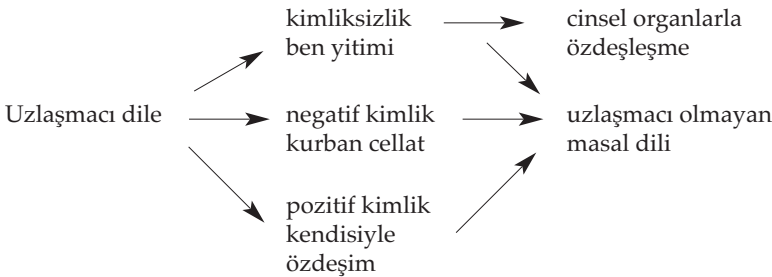 kimliksizlik
ben yitimi
cinsel organlarla
özdeşleşme
Uzlaşmacı dile
negatif kimlik
kurban cellat
uzlaşmacı olmayan
masal dili
pozitif kimlik
kendisiyle
özdeşim